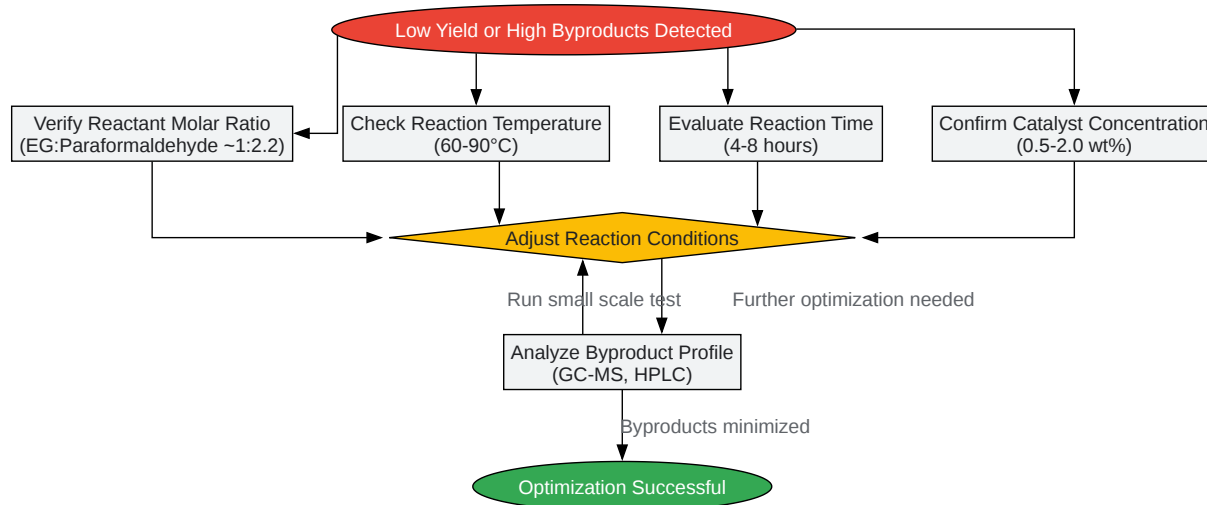 Low Yield or High Byproducts Detected
Verify Reactant Molar Ratio
(EG:Paraformaldehyde ~1:2.2)
Check Reaction Temperature
(60-90°C)
Evaluate Reaction Time
(4-8 hours)
Confirm Catalyst Concentration
(0.5-2.0 wt%)
Adjust Reaction Conditions
Run small scale test
Further optimization needed
Analyze Byproduct Profile
(GC-MS, HPLC)
Byproducts minimized
Optimization Successful